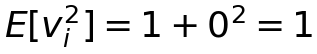 E[v_i^2] = 1 + 0^2 = 1